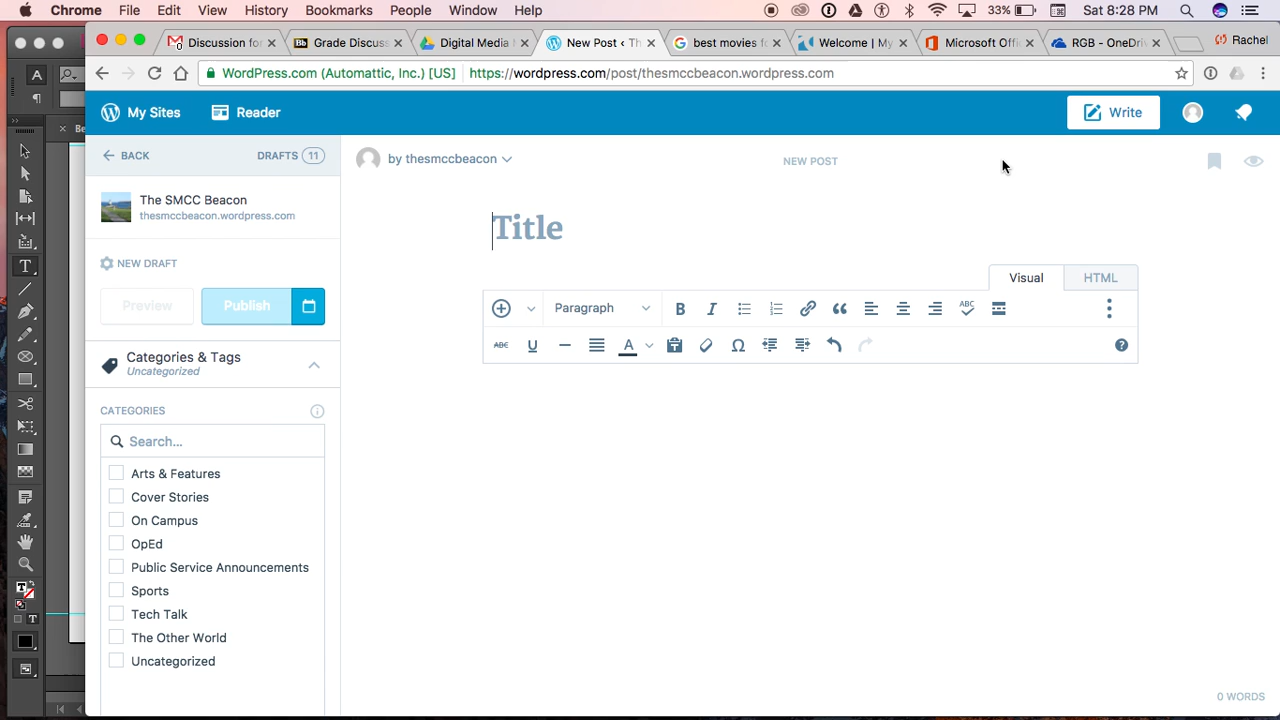 Chrome File Edit View History Bookmarks People Window Help 33% Sat 8:28 PM
Discussion for
Grade Discuss
Digital Media
New Post ‹ Th
best movies fo
Welcome | My
Microsoft Offi
RGB - OneDri
Rachel
WordPress.com (Automattic, Inc.) [US] https://wordpress.com/post/thesmccbeacon.wordpress.com
My Sites Reader Write
BACK DRAFTS 11
by thesmccbeacon NEW POST
The SMCC Beacon
thesmccbeacon.wordpress.com
Title
NEW DRAFT
Visual HTML
Preview Publish
Paragraph B I ABC
ABC U A
Categories & Tags
Uncategorized
CATEGORIES
Search...
Arts & Features
Cover Stories
On Campus
OpEd
Public Service Announcements
Sports
Tech Talk
The Other World
Uncategorized
0 WORDS